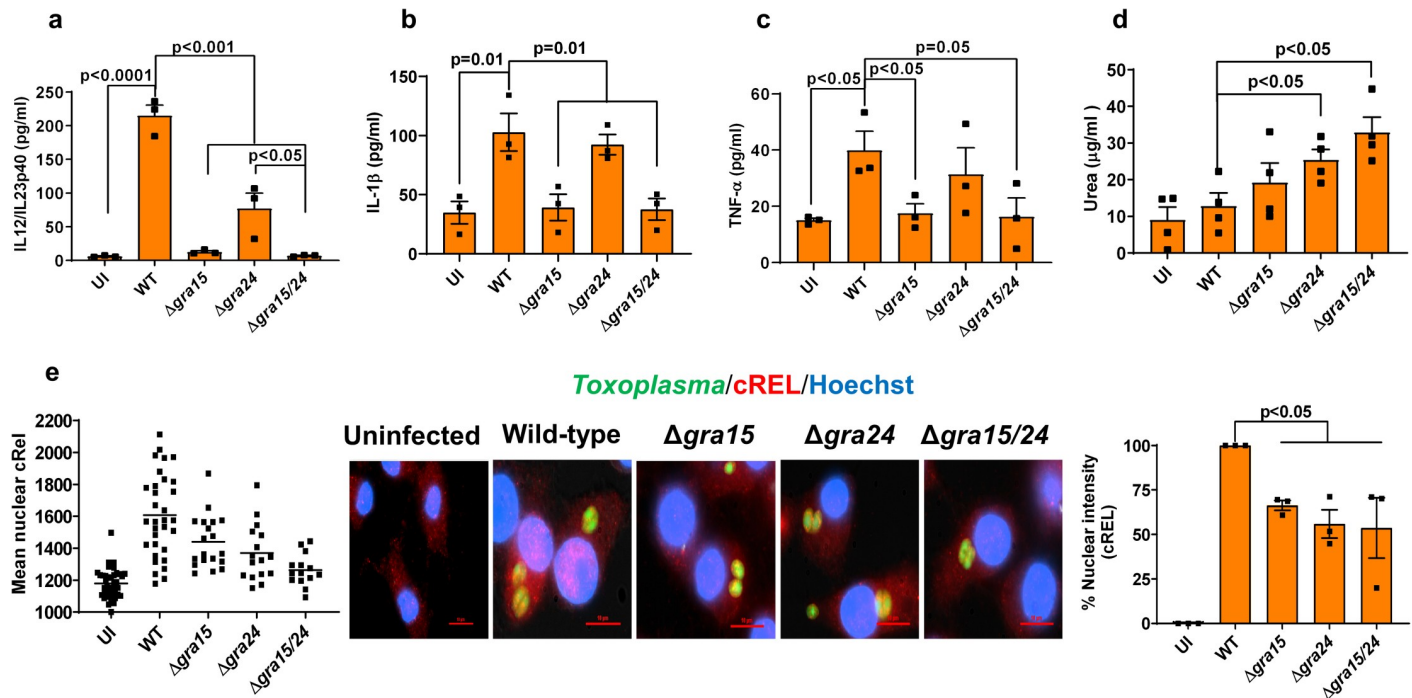 a
p<0.001
p<0.0001
p<0.05
IL12/IL23p40 (pg/ml)
250
200
150
100
50
0
UI
WT
Δgra15
Δgra24
Δgra15/24
b
p=0.01
p=0.01
IL-1β (pg/ml)
150
100
50
0
UI
WT
Δgra15
Δgra24
Δgra15/24
c
p=0.05
p<0.05
p<0.05
TNF-α (pg/ml)
60
40
20
0
UI
WT
Δgra15
Δgra24
Δgra15/24
d
p<0.05
p<0.05
Urea (μg/ml)
50
40
30
20
10
0
UI
WT
Δgra15
Δgra24
Δgra15/24
e
Mean nuclear cRel
2200
2000
1800
1600
1400
1200
1000
UI
WT
Δgra15
Δgra24
Δgra15/24
Toxoplasma/cREL/Hoechst
Uninfected
Wild-type
Δgra15
Δgra24
Δgra15/24
p<0.05
% Nuclear intensity
(cREL)
100
75
50
25
0
UI
WT
Δgra15
Δgra24
Δgra15/24